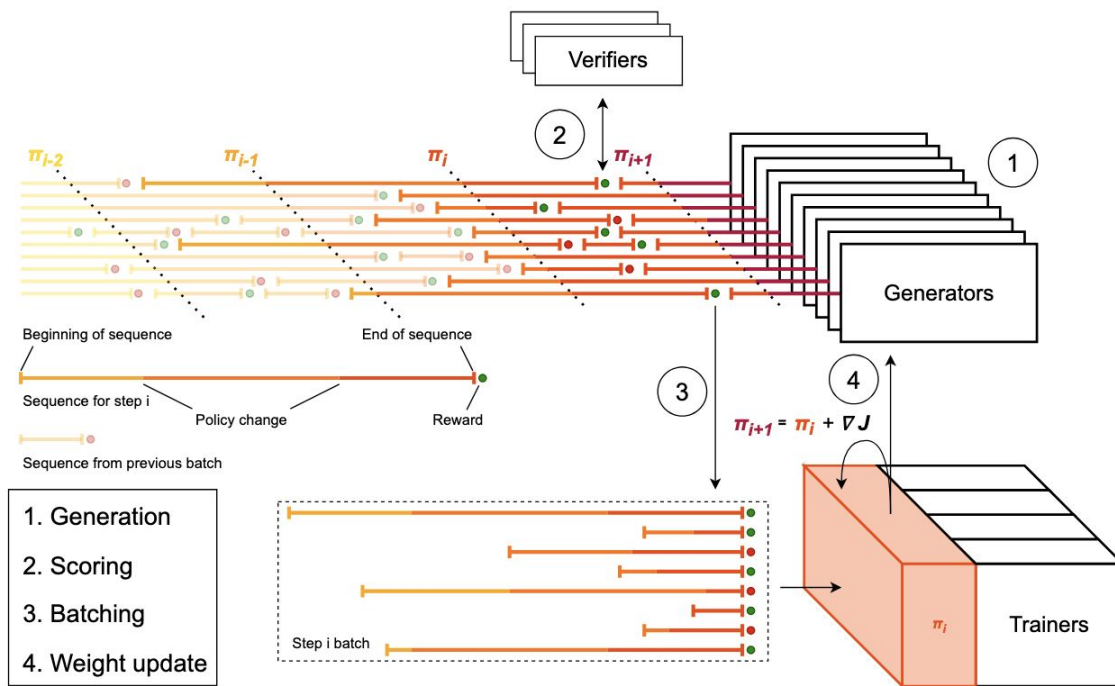 Verifiers
2
π_{i-2}
π_{i-1}
π_i
π_{i+1}
1
Generators
Beginning of sequence
End of sequence
Sequence for step i
Policy change
Reward
Sequence from previous batch
3
4
π_{i+1} = π_i + ∇J
1. Generation
2. Scoring
3. Batching
4. Weight update
Step i batch
π_i
Trainers